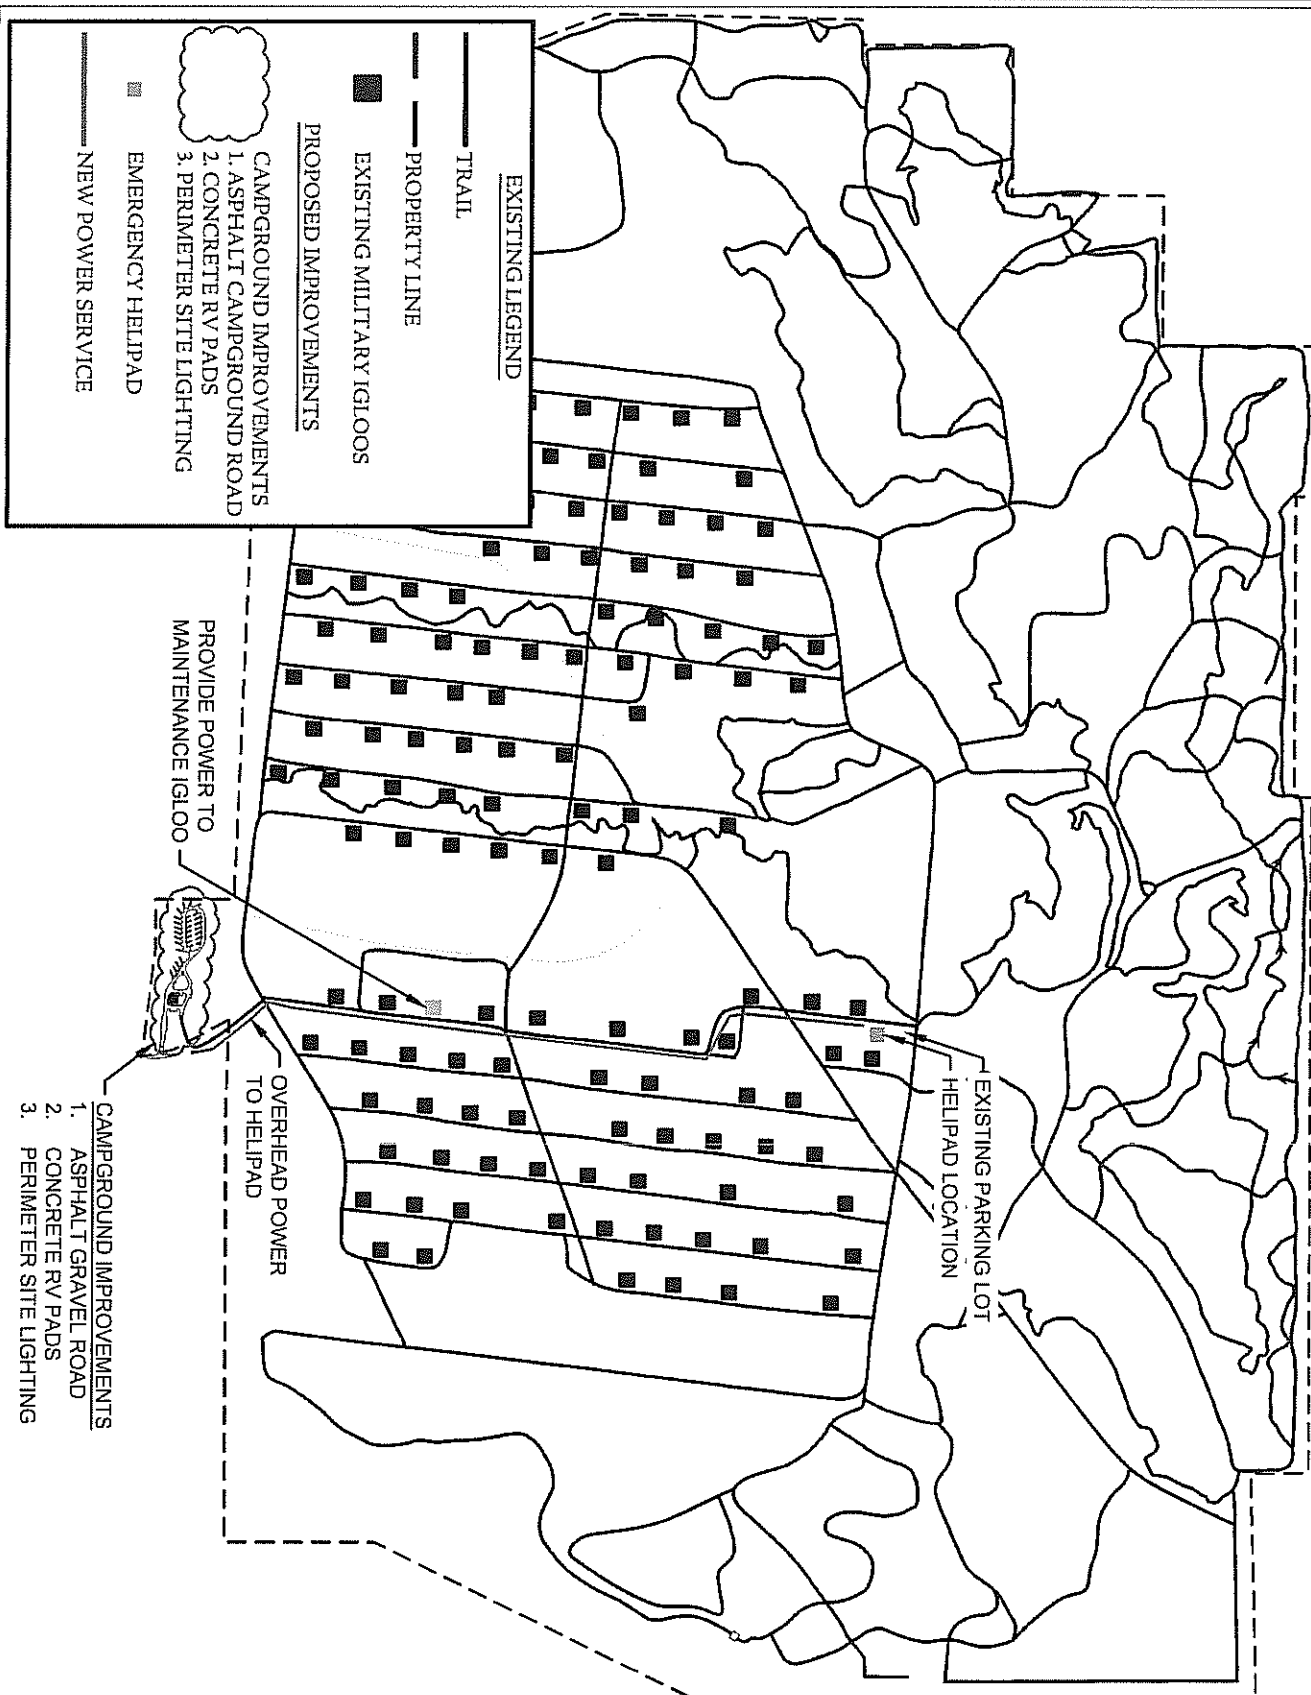 EXISTING LEGEND
TRAIL
PROPERTY LINE
EXISTING MILITARY IGLOOS
PROPOSED IMPROVEMENTS
CAMPGROUND IMPROVEMENTS
1. ASPHALT CAMPGROUND ROAD
2. CONCRETE RV PADS
3. PERIMETER SITE LIGHTING
EMERGENCY HELIPAD
NEW POWER SERVICE
PROVIDE POWER TO
MAINTENANCE IGLOO
EXISTING PARKING LOT
HELIPAD LOCATION
OVERHEAD POWER
TO HELIPAD
CAMPGROUND IMPROVEMENTS
1. ASPHALT GRAVEL ROAD
2. CONCRETE RV PADS
3. PERIMETER SITE LIGHTING